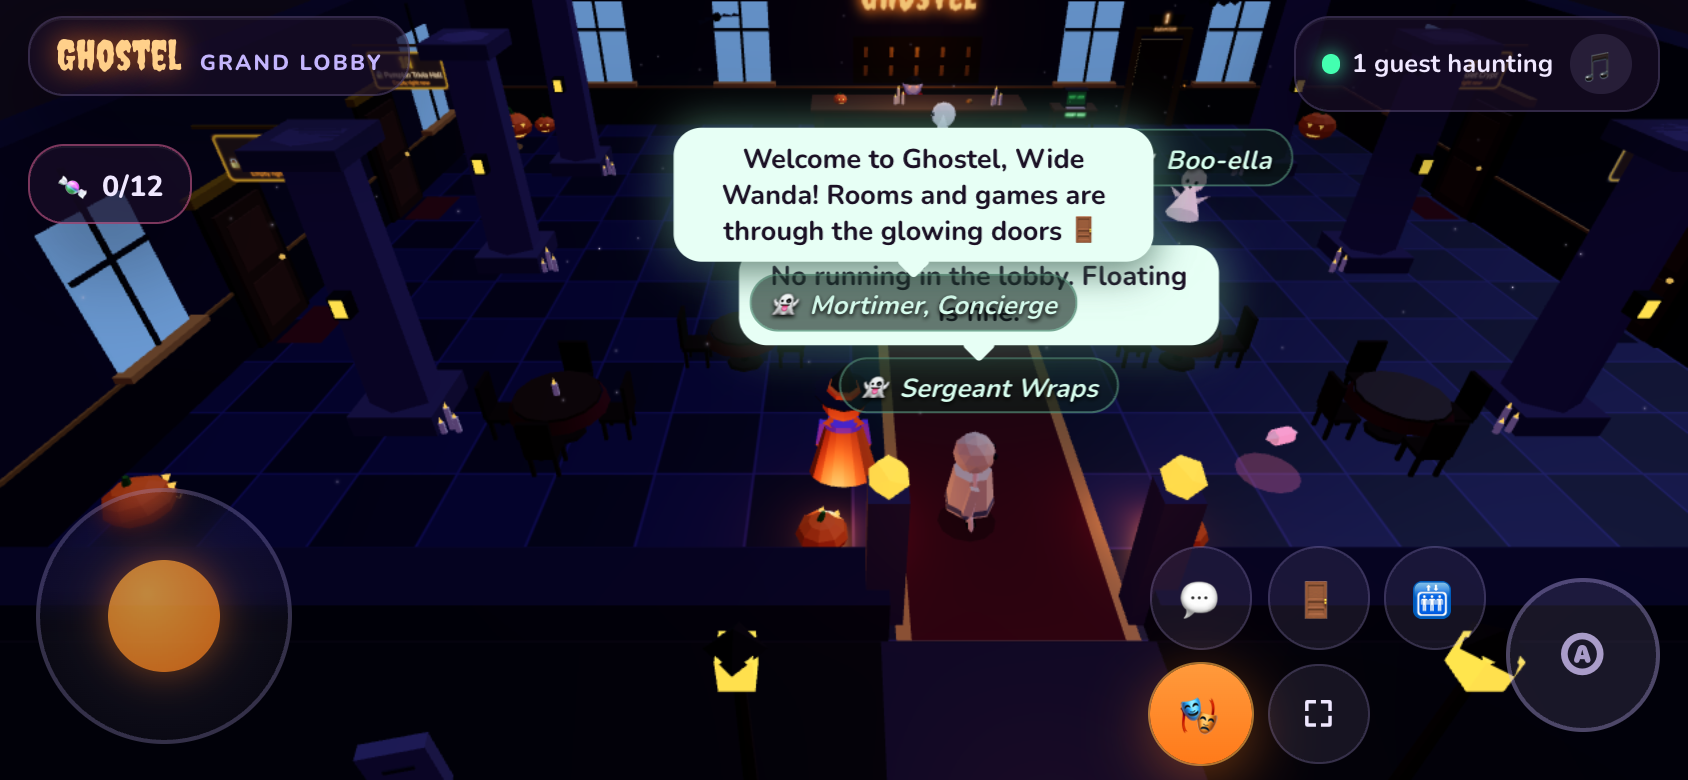 GHOSTEL
GHOSTEL GRAND LOBBY
1 guest haunting
0/12
Welcome to Ghostel, Wide
Wanda! Rooms and games are
through the glowing doors
Boo-ella
No running in the lobby. Floating
is fine.
Mortimer, Concierge
Sergeant Wraps
A